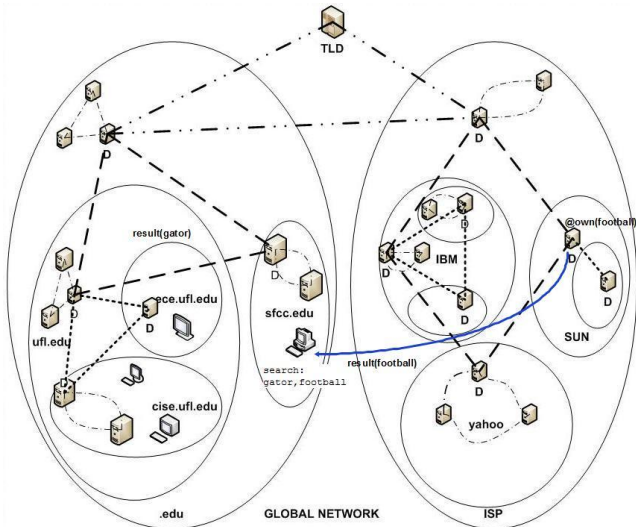 TLD
D
D
result(gator)
@own(football)
D
D
IBM
D
D
D
D
ece.ufl.edu
D
D
D
ufl.edu
sfcc.edu
SUN
result(football)
search:
gator,football
D
cise.ufl.edu
yahoo
.edu
GLOBAL NETWORK
ISP